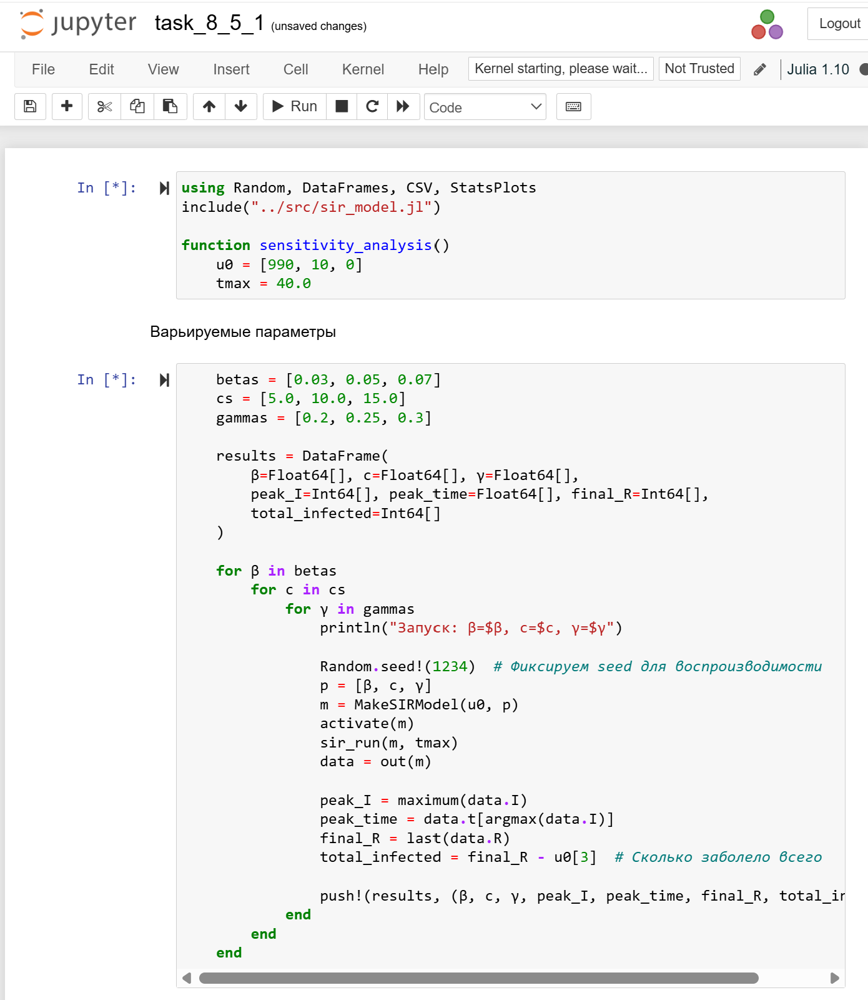 jupyter task_8_5_1 (unsaved changes)
Logout
File Edit View Insert Cell Kernel Help Kernel starting, please wait... Not Trusted Julia 1.10
Run Code
In [*]:
using Random, DataFrames, CSV, StatsPlots
include("../src/sir_model.jl")
function sensitivity_analysis()
    u0 = [990, 10, 0]
    tmax = 40.0
Варьируемые параметры
In [*]:
    betas = [0.03, 0.05, 0.07]
    cs = [5.0, 10.0, 15.0]
    gammas = [0.2, 0.25, 0.3]
    results = DataFrame(
        β=Float64[], c=Float64[], γ=Float64[],
        peak_I=Int64[], peak_time=Float64[], final_R=Int64[],
        total_infected=Int64[]
    )
    for β in betas
        for c in cs
            for γ in gammas
                println("Запуск: β=$β, c=$c, γ=$γ")
                Random.seed!(1234)  # Фиксируем seed для воспроизводимости
                p = [β, c, γ]
                m = MakeSIRModel(u0, p)
                activate(m)
                sir_run(m, tmax)
                data = out(m)
                peak_I = maximum(data.I)
                peak_time = data.t[argmax(data.I)]
                final_R = last(data.R)
                total_infected = final_R - u0[3]  # Сколько заболело всего
                push!(results, (β, c, γ, peak_I, peak_time, final_R,
            end
        end
    end